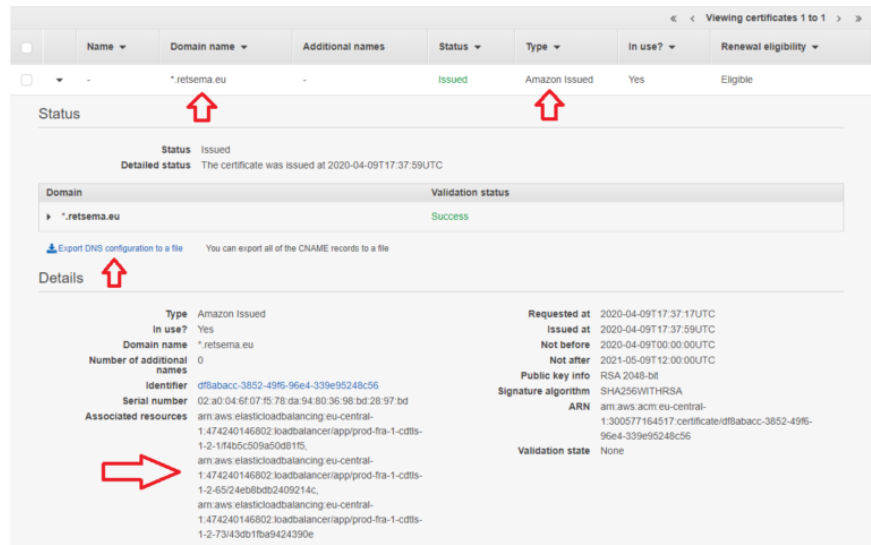 « < Viewing certificates 1 to 1 > »
Name Domain name Additional names Status Type In use? Renewal eligibility
- *.retsema.eu - Issued Amazon Issued Yes Eligible
Status
Status Issued
Detailed status The certificate was issued at 2020-04-09T17:37:59UTC
Domain Validation status
*.retsema.eu Success
Export DNS configuration to a file You can export all of the CNAME records to a file
Details
Type Amazon Issued
In use? Yes
Domain name *.retsema.eu
Number of additional names 0
Identifier df8abacc-3852-49f6-96e4-339e95248c56
Serial number 02:a0:04:6f:07:f5:78:da:94:80:36:98:bd:28:97:bd
Associated resources arn:aws:elasticloadbalancing:eu-central-
1:474240146802:loadbalancer/app/prod-fra-1-cdtls-
1-2-1/f4b5c509a50d81f5,
arn:aws:elasticloadbalancing:eu-central-
1:474240146802:loadbalancer/app/prod-fra-1-cdtls-
1-2-65/24eb8bdb2409214c,
arn:aws:elasticloadbalancing:eu-central-
1:474240146802:loadbalancer/app/prod-fra-1-cdtls-
1-2-73/43db1fba9424390e
Requested at 2020-04-09T17:37:17UTC
Issued at 2020-04-09T17:37:59UTC
Not before 2020-04-09T00:00:00UTC
Not after 2021-05-09T12:00:00UTC
Public key info RSA 2048-bit
Signature algorithm SHA256WITHRSA
ARN arn:aws:acm:eu-central-
1:300577164517:certificate/df8abacc-3852-49f6-
96e4-339e95248c56
Validation state None